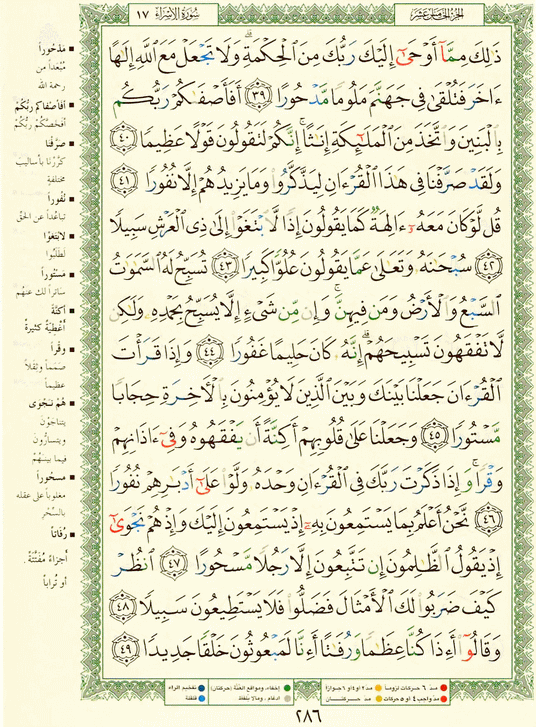 الجزء الخامس عشر
سورة الإسراء ١٧
ذَٰلِكَ مِمَّآ أَوْحَىٰٓ إِلَيْكَ رَبُّكَ مِنَ ٱلْحِكْمَةِ ۗ وَلَا تَجْعَلْ مَعَ ٱللَّهِ إِلَٰهًا
ءَاخَرَ فَتُلْقَىٰ فِى جَهَنَّمَ مَلُومًا مَّدْحُورًا ﴿٣٩﴾ أَفَأَصْفَىٰكُمْ رَبُّكُم
بِٱلْبَنِينَ وَٱتَّخَذَ مِنَ ٱلْمَلَٰٓئِكَةِ إِنَٰثًا ۚ إِنَّكُمْ لَتَقُولُونَ قَوْلًا عَظِيمًا ﴿٤٠﴾
وَلَقَدْ صَرَّفْنَا فِى هَٰذَا ٱلْقُرْءَانِ لِيَذَّكَّرُوا۟ وَمَا يَزِيدُهُمْ إِلَّا نُفُورًا ﴿٤١﴾
قُل لَّوْ كَانَ مَعَهُۥٓ ءَالِهَةٌ كَمَا يَقُولُونَ إِذًا لَّٱبْتَغَوْا۟ إِلَىٰ ذِى ٱلْعَرْشِ سَبِيلًا
﴿٤٢﴾ سُبْحَٰنَهُۥ وَتَعَٰلَىٰ عَمَّا يَقُولُونَ عُلُوًّا كَبِيرًا ﴿٤٣﴾ تُسَبِّحُ لَهُ ٱلسَّمَٰوَٰتُ
ٱلسَّبْعُ وَٱلْأَرْضُ وَمَن فِيهِنَّ ۚ وَإِن مِّن شَىْءٍ إِلَّا يُسَبِّحُ بِحَمْدِهِۦ وَلَٰكِن
لَّا تَفْقَهُونَ تَسْبِيحَهُمْ ۗ إِنَّهُۥ كَانَ حَلِيمًا غَفُورًا ﴿٤٤﴾ وَإِذَا قَرَأْتَ
ٱلْقُرْءَانَ جَعَلْنَا بَيْنَكَ وَبَيْنَ ٱلَّذِينَ لَا يُؤْمِنُونَ بِٱلْءَاخِرَةِ حِجَابًا
مَّسْتُورًا ﴿٤٥﴾ وَجَعَلْنَا عَلَىٰ قُلُوبِهِمْ أَكِنَّةً أَن يَفْقَهُوهُ وَفِىٓ ءَاذَانِهِمْ
وَقْرًا ۚ وَإِذَا ذَكَرْتَ رَبَّكَ فِى ٱلْقُرْءَانِ وَحْدَهُۥ وَلَّوْا۟ عَلَىٰٓ أَدْبَٰرِهِمْ نُفُورًا
﴿٤٦﴾ نَّحْنُ أَعْلَمُ بِمَا يَسْتَمِعُونَ بِهِۦٓ إِذْ يَسْتَمِعُونَ إِلَيْكَ وَإِذْ هُمْ نَجْوَىٰٓ
إِذْ يَقُولُ ٱلظَّٰلِمُونَ إِن تَتَّبِعُونَ إِلَّا رَجُلًا مَّسْحُورًا ﴿٤٧﴾ ٱنظُرْ
كَيْفَ ضَرَبُوا۟ لَكَ ٱلْأَمْثَالَ فَضَلُّوا۟ فَلَا يَسْتَطِيعُونَ سَبِيلًا ﴿٤٨﴾
وَقَالُوٓا۟ أَءِذَا كُنَّا عِظَٰمًا وَرُفَٰتًا أَءِنَّا لَمَبْعُوثُونَ خَلْقًا جَدِيدًا ﴿٤٩﴾
■ مدحوراً
مُبْعَداً من
رحمة الله
■ أفأصفاكم ربكم
أفخصّكم ربكم
■ صرّفنا
كرّرنا بأساليب
مختلفة
■ نفوراً
تباعداً عن الحق
■ لابتغوا
لطلبوا
■ مستوراً
ساتراً لك عنهم
■ أكنّة
أغطية كثيرة
■ وقراً
صمماً وثقلاً
عظيماً
■ هم نجوى
يتناجون
ويتسارّون
فيما بينهم
■ مسحوراً
مغلوباً على عقله
بالسحر
■ رفاتاً
أجزاءً مفتّتة .
أو تراباً
مدّ ٦ حركات لزوماً
مدّ ٢ أو ٤ أو ٦ جوازاً
إخفاء، ومواقع الغُنّة (حركتان)
تفخيم الراء
مدّ واجب ٤ أو ٥ حركات
مدّ حركتان
ادغام ، وما لا يُلفظ
قلقلة
٢٨٦